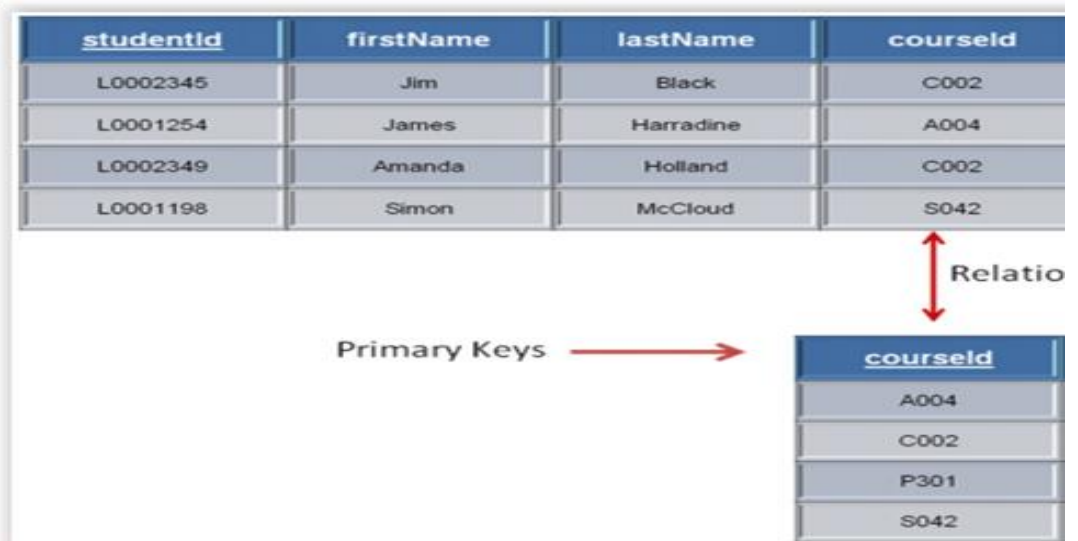 studentId firstName lastName courseId
L0002345 Jim Black C002
L0001254 James Harradine A004
L0002349 Amanda Holland C002
L0001198 Simon McCloud S042
Relatio
Primary Keys
courseId
A004
C002
P301
S042